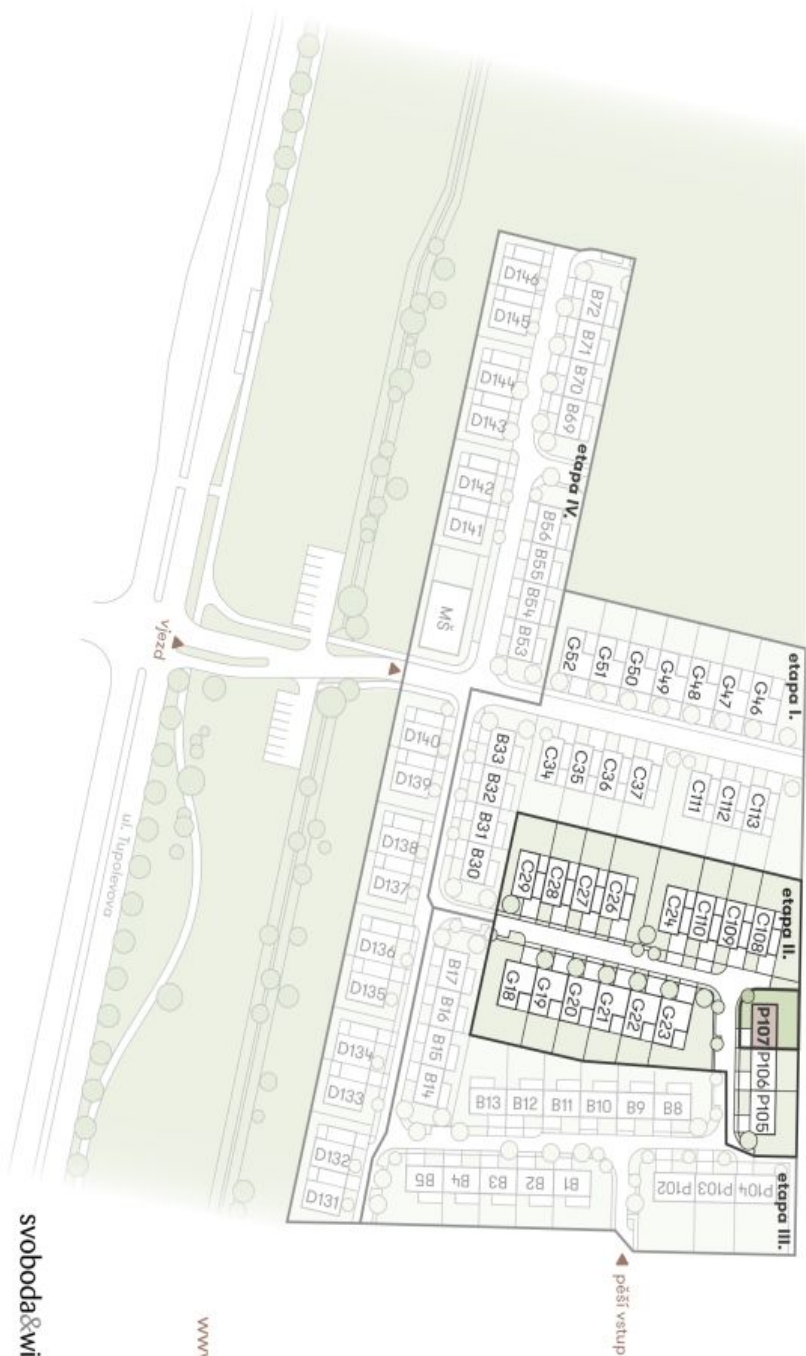 D146
D145
D144
D143
D142
D141
MŠ
D140
D139
D138
D137
D136
D135
D134
D133
D132
D131
B72
B71
B70
B69
etapa IV.
B56
B55
B54
B53
etapa I.
G46
G47
G48
G49
G50
G51
G52
B33
B32
B31
B30
C34
C35
C36
C37
C111
C112
C113
etapa II.
C29
C28
C27
C26
C24
C110
C109
C108
G18
G19
G20
G21
G22
G23
P107
P106
P105
B17
B16
B15
B14
B13
B12
B11
B10
B9
B8
B5
B4
B3
B2
B1
P102
P103
P104
etapa III.
vjezd
ul. Tupolevova
pěší vstup
www
svoboda&wi